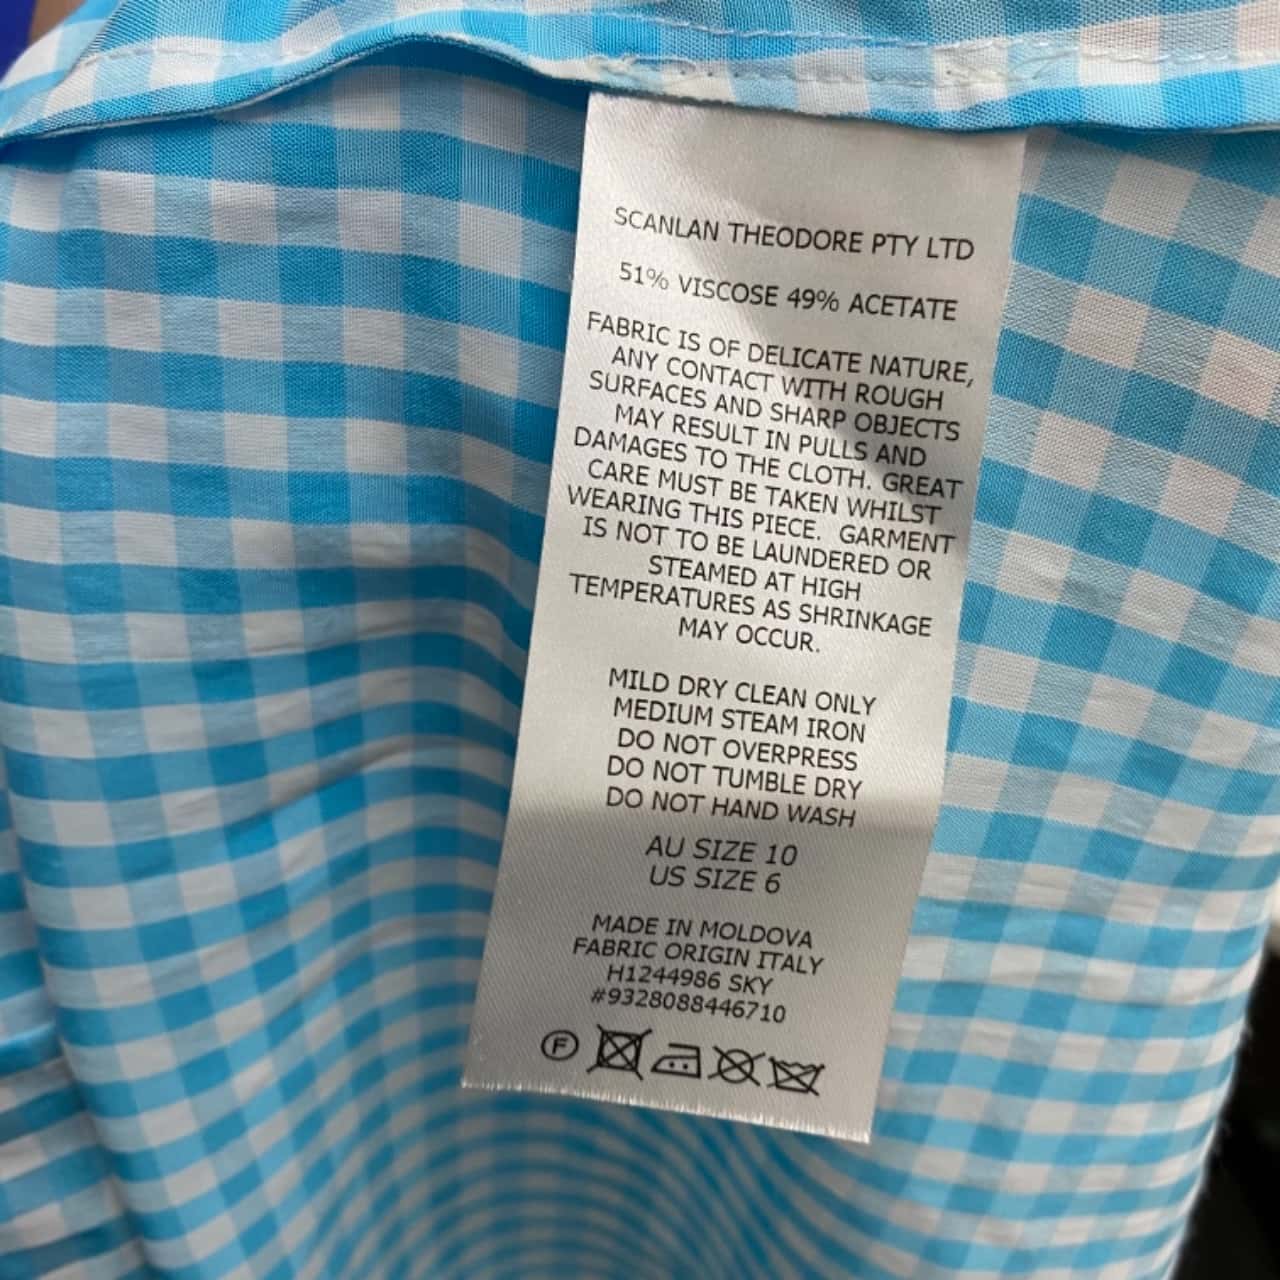 SCANLAN THEODORE PTY LTD
51% VISCOSE 49% ACETATE
FABRIC IS OF DELICATE NATURE,
ANY CONTACT WITH ROUGH
SURFACES AND SHARP OBJECTS
MAY RESULT IN PULLS AND
DAMAGES TO THE CLOTH. GREAT
CARE MUST BE TAKEN WHILST
WEARING THIS PIECE. GARMENT
IS NOT TO BE LAUNDERED OR
STEAMED AT HIGH
TEMPERATURES AS SHRINKAGE
MAY OCCUR.
MILD DRY CLEAN ONLY
MEDIUM STEAM IRON
DO NOT OVERPRESS
DO NOT TUMBLE DRY
DO NOT HAND WASH
AU SIZE 10
US SIZE 6
MADE IN MOLDOVA
FABRIC ORIGIN ITALY
H1244986 SKY
#9328088446710
F